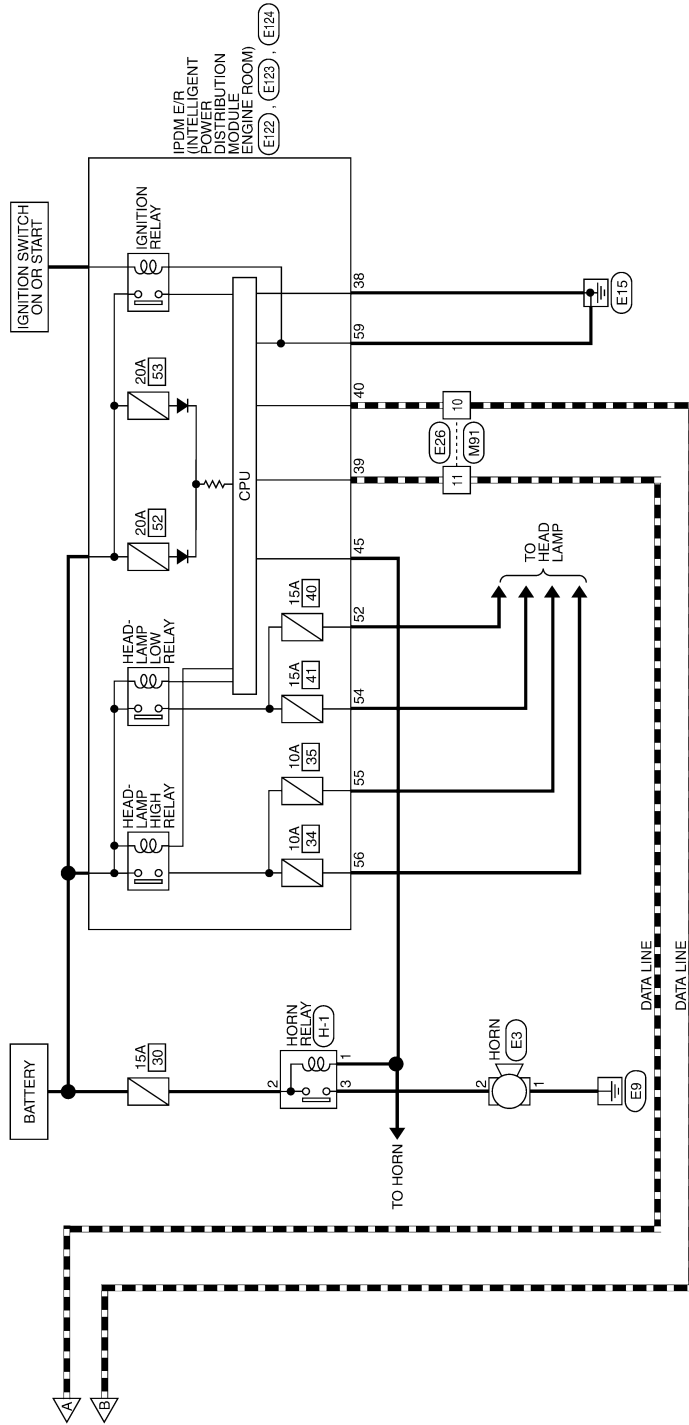 BATTERY
IGNITION SWITCH
ON OR START
15A
30
HEAD-
LAMP
HIGH
RELAY
HEAD-
LAMP
LOW
RELAY
20A
52
20A
53
IGNITION
RELAY
IPDM E/R
(INTELLIGENT
POWER
DISTRIBUTION
MODULE
ENGINE ROOM)
E122 , E123 , E124
CPU
HORN
RELAY
H-1
2
1
3
10A
34
10A
35
15A
41
15A
40
56
55
54
52
45
39
40
59
38
TO HORN
HORN
E3
2
1
E9
TO
HEAD
LAMP
E26
11
10
M91
E15
DATA LINE
DATA LINE
A
B